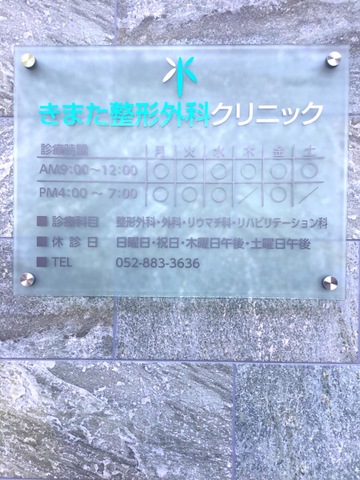 きまた整形外科クリニック
診療時間 月 火 水 木 金 土
AM9:00~12:00 ○ ○ ○ ○ ○ ○
PM4:00 ~ 7:00 ○ ○ ○ / ○ /
■ 診療科目 整形外科・外科・リウマチ科・リハビリテーション科
■ 休診日 日曜日・祝日・木曜日午後・土曜日午後
■ TEL 052-883-3636